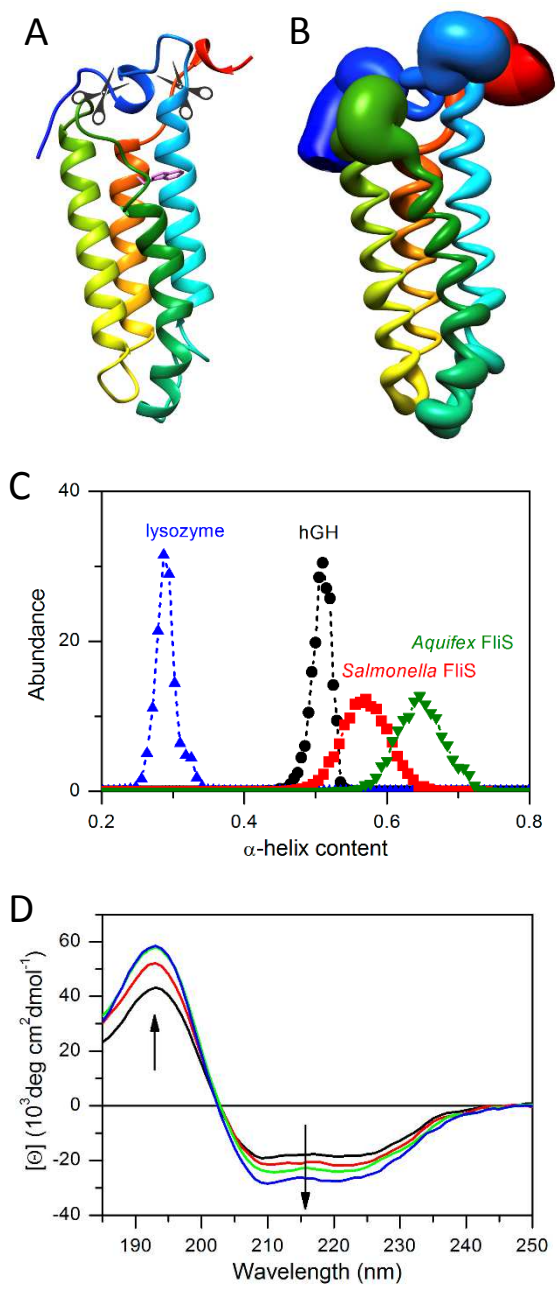 A
B
C
40
20
0
Abundance
lysozyme
hGH
Aquifex FliS
Salmonella FliS
0.2 0.4 0.6 0.8
α-helix content
D
60
40
20
0
-20
-40
[Θ] (10³deg cm²dmol⁻¹)
190 200 210 220 230 240 250
Wavelength (nm)